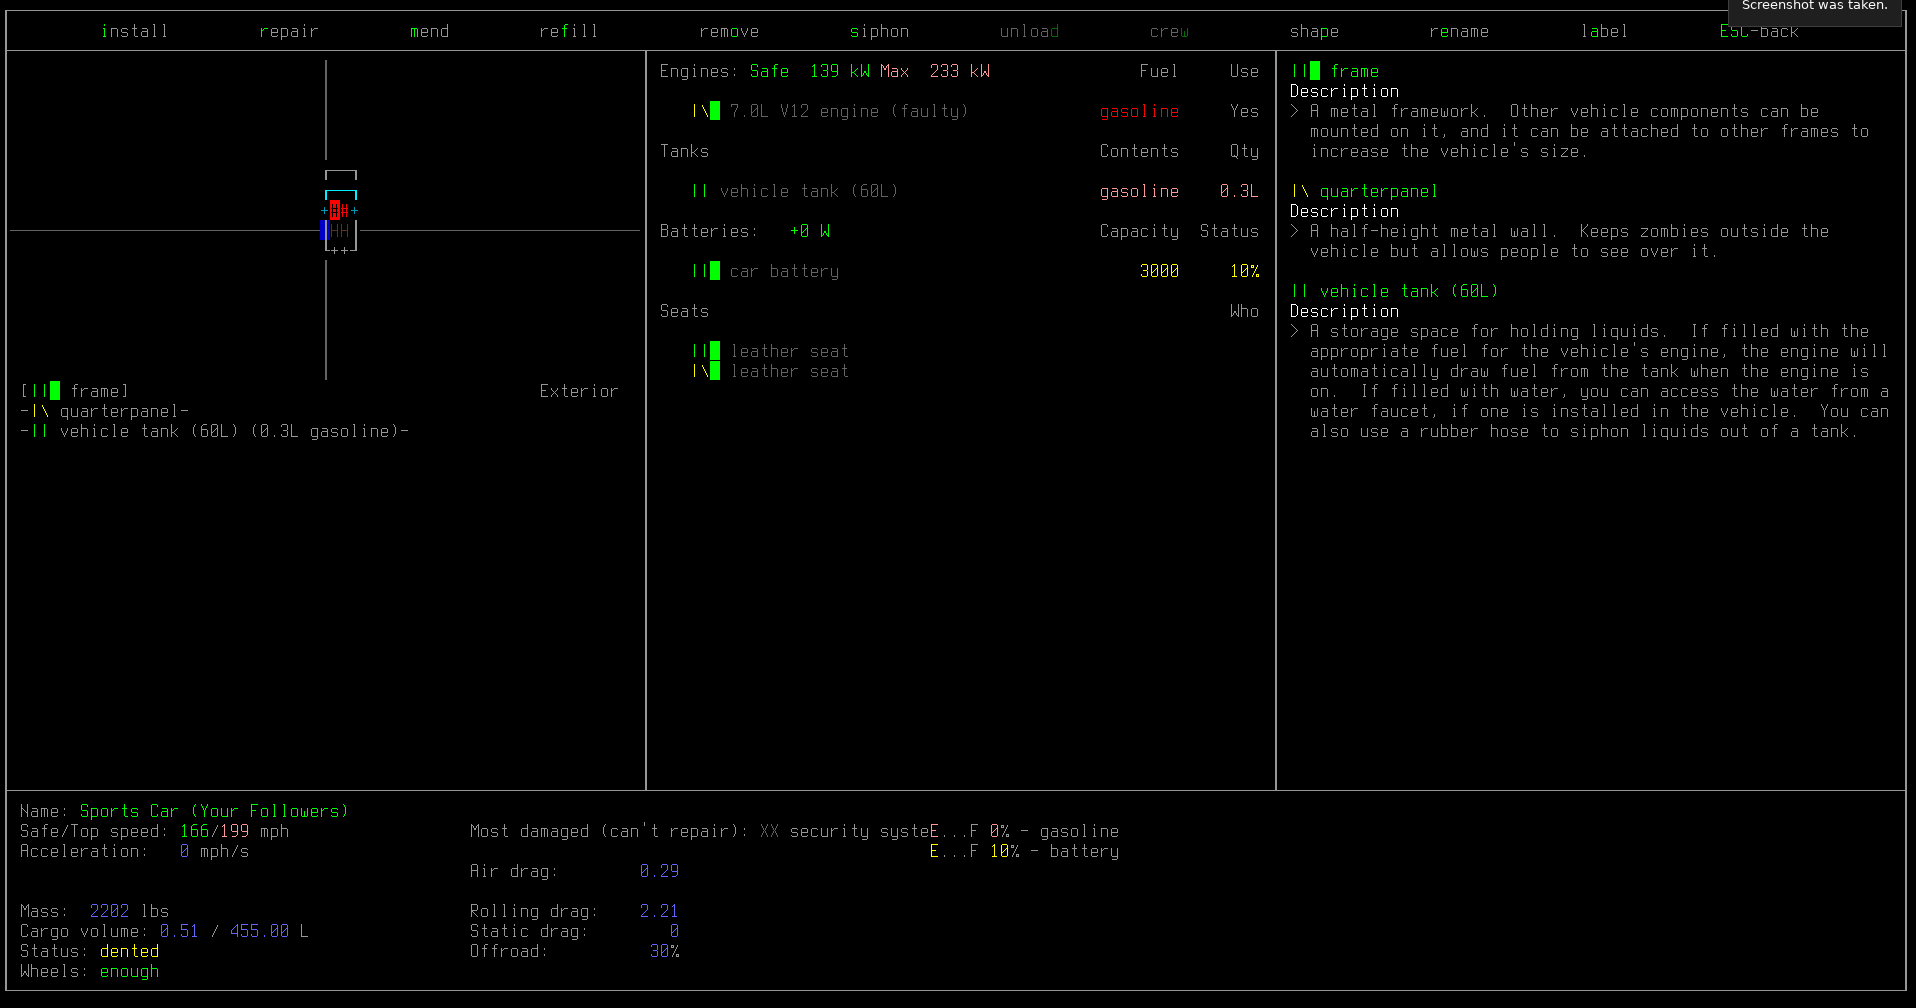 Screenshot was taken.
install repair mend refill remove siphon unload crew shape rename label ESC-back
Engines: Safe 139 kW Max 233 kW Fuel Use
|\ 7.0L V12 engine (faulty) gasoline Yes
Tanks Contents Qty
|| vehicle tank (60L) gasoline 0.3L
Batteries: +0 W Capacity Status
|| car battery 3000 10%
Seats Who
|| leather seat
|\ leather seat
[|| frame] Exterior
-|\ quarterpanel-
-|| vehicle tank (60L) (0.3L gasoline)-
|| frame
Description
> A metal framework. Other vehicle components can be
mounted on it, and it can be attached to other frames to
increase the vehicle's size.
|\ quarterpanel
Description
> A half-height metal wall. Keeps zombies outside the
vehicle but allows people to see over it.
|| vehicle tank (60L)
Description
> A storage space for holding liquids. If filled with the
appropriate fuel for the vehicle's engine, the engine will
automatically draw fuel from the tank when the engine is
on. If filled with water, you can access the water from a
water faucet, if one is installed in the vehicle. You can
also use a rubber hose to siphon liquids out of a tank.
Name: Sports Car (Your Followers)
Safe/Top speed: 166/199 mph
Acceleration: 0 mph/s
Mass: 2202 lbs
Cargo volume: 0.51 / 455.00 L
Status: dented
Wheels: enough
Most damaged (can't repair): XX security syste
Air drag: 0.29
Rolling drag: 2.21
Static drag: 0
Offroad: 30%
E...F 0% - gasoline
E...F 10% - battery